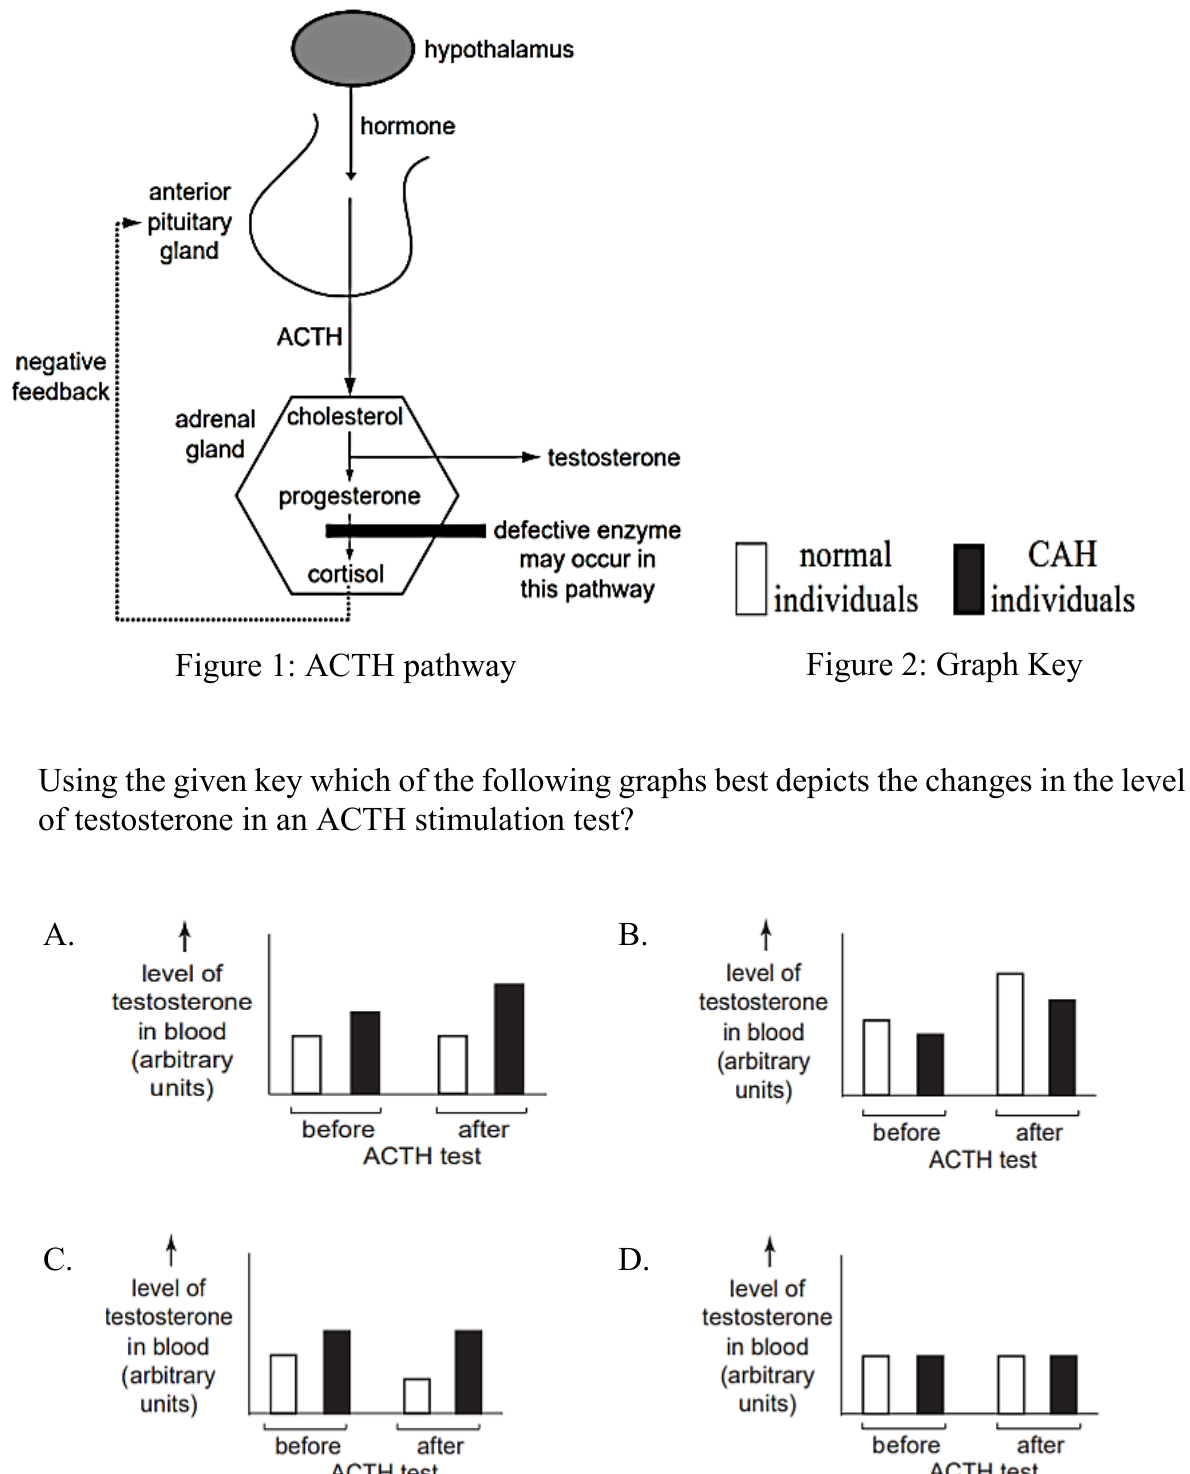 hypothalamus
hormone
anterior
pituitary
gland
ACTH
negative
feedback
adrenal
gland
cholesterol
testosterone
progesterone
defective enzyme
may occur in
this pathway
cortisol
normal
individuals
CAH
individuals
Figure 1: ACTH pathway
Figure 2: Graph Key
Using the given key which of the following graphs best depicts the changes in the level
of testosterone in an ACTH stimulation test?
A.
level of
testosterone
in blood
(arbitrary
units)
before
after
ACTH test
B.
level of
testosterone
in blood
(arbitrary
units)
before
after
ACTH test
C.
level of
testosterone
in blood
(arbitrary
units)
before
after
ACTH test
D.
level of
testosterone
in blood
(arbitrary
units)
before
after
ACTH test